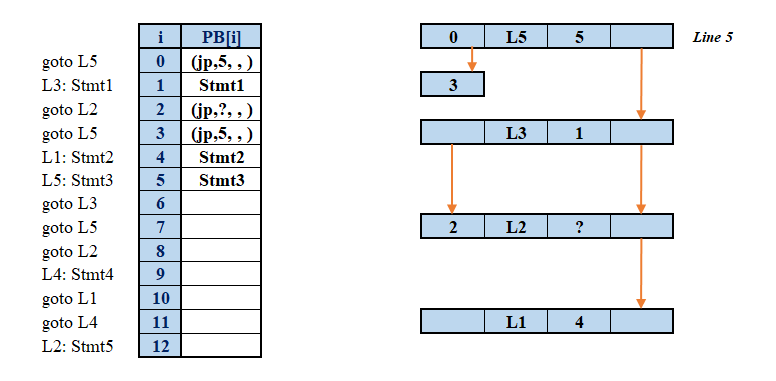 i PB[i] 0 L5 5 Line 5
goto L5 0 (jp,5, , )
L3: Stmt1 1 Stmt1 3
goto L2 2 (jp,?, , )
goto L5 3 (jp,5, , ) L3 1
L1: Stmt2 4 Stmt2
L5: Stmt3 5 Stmt3
goto L3 6
goto L5 7 2 L2 ?
goto L2 8
L4: Stmt4 9
goto L1 10
goto L4 11 L1 4
L2: Stmt5 12